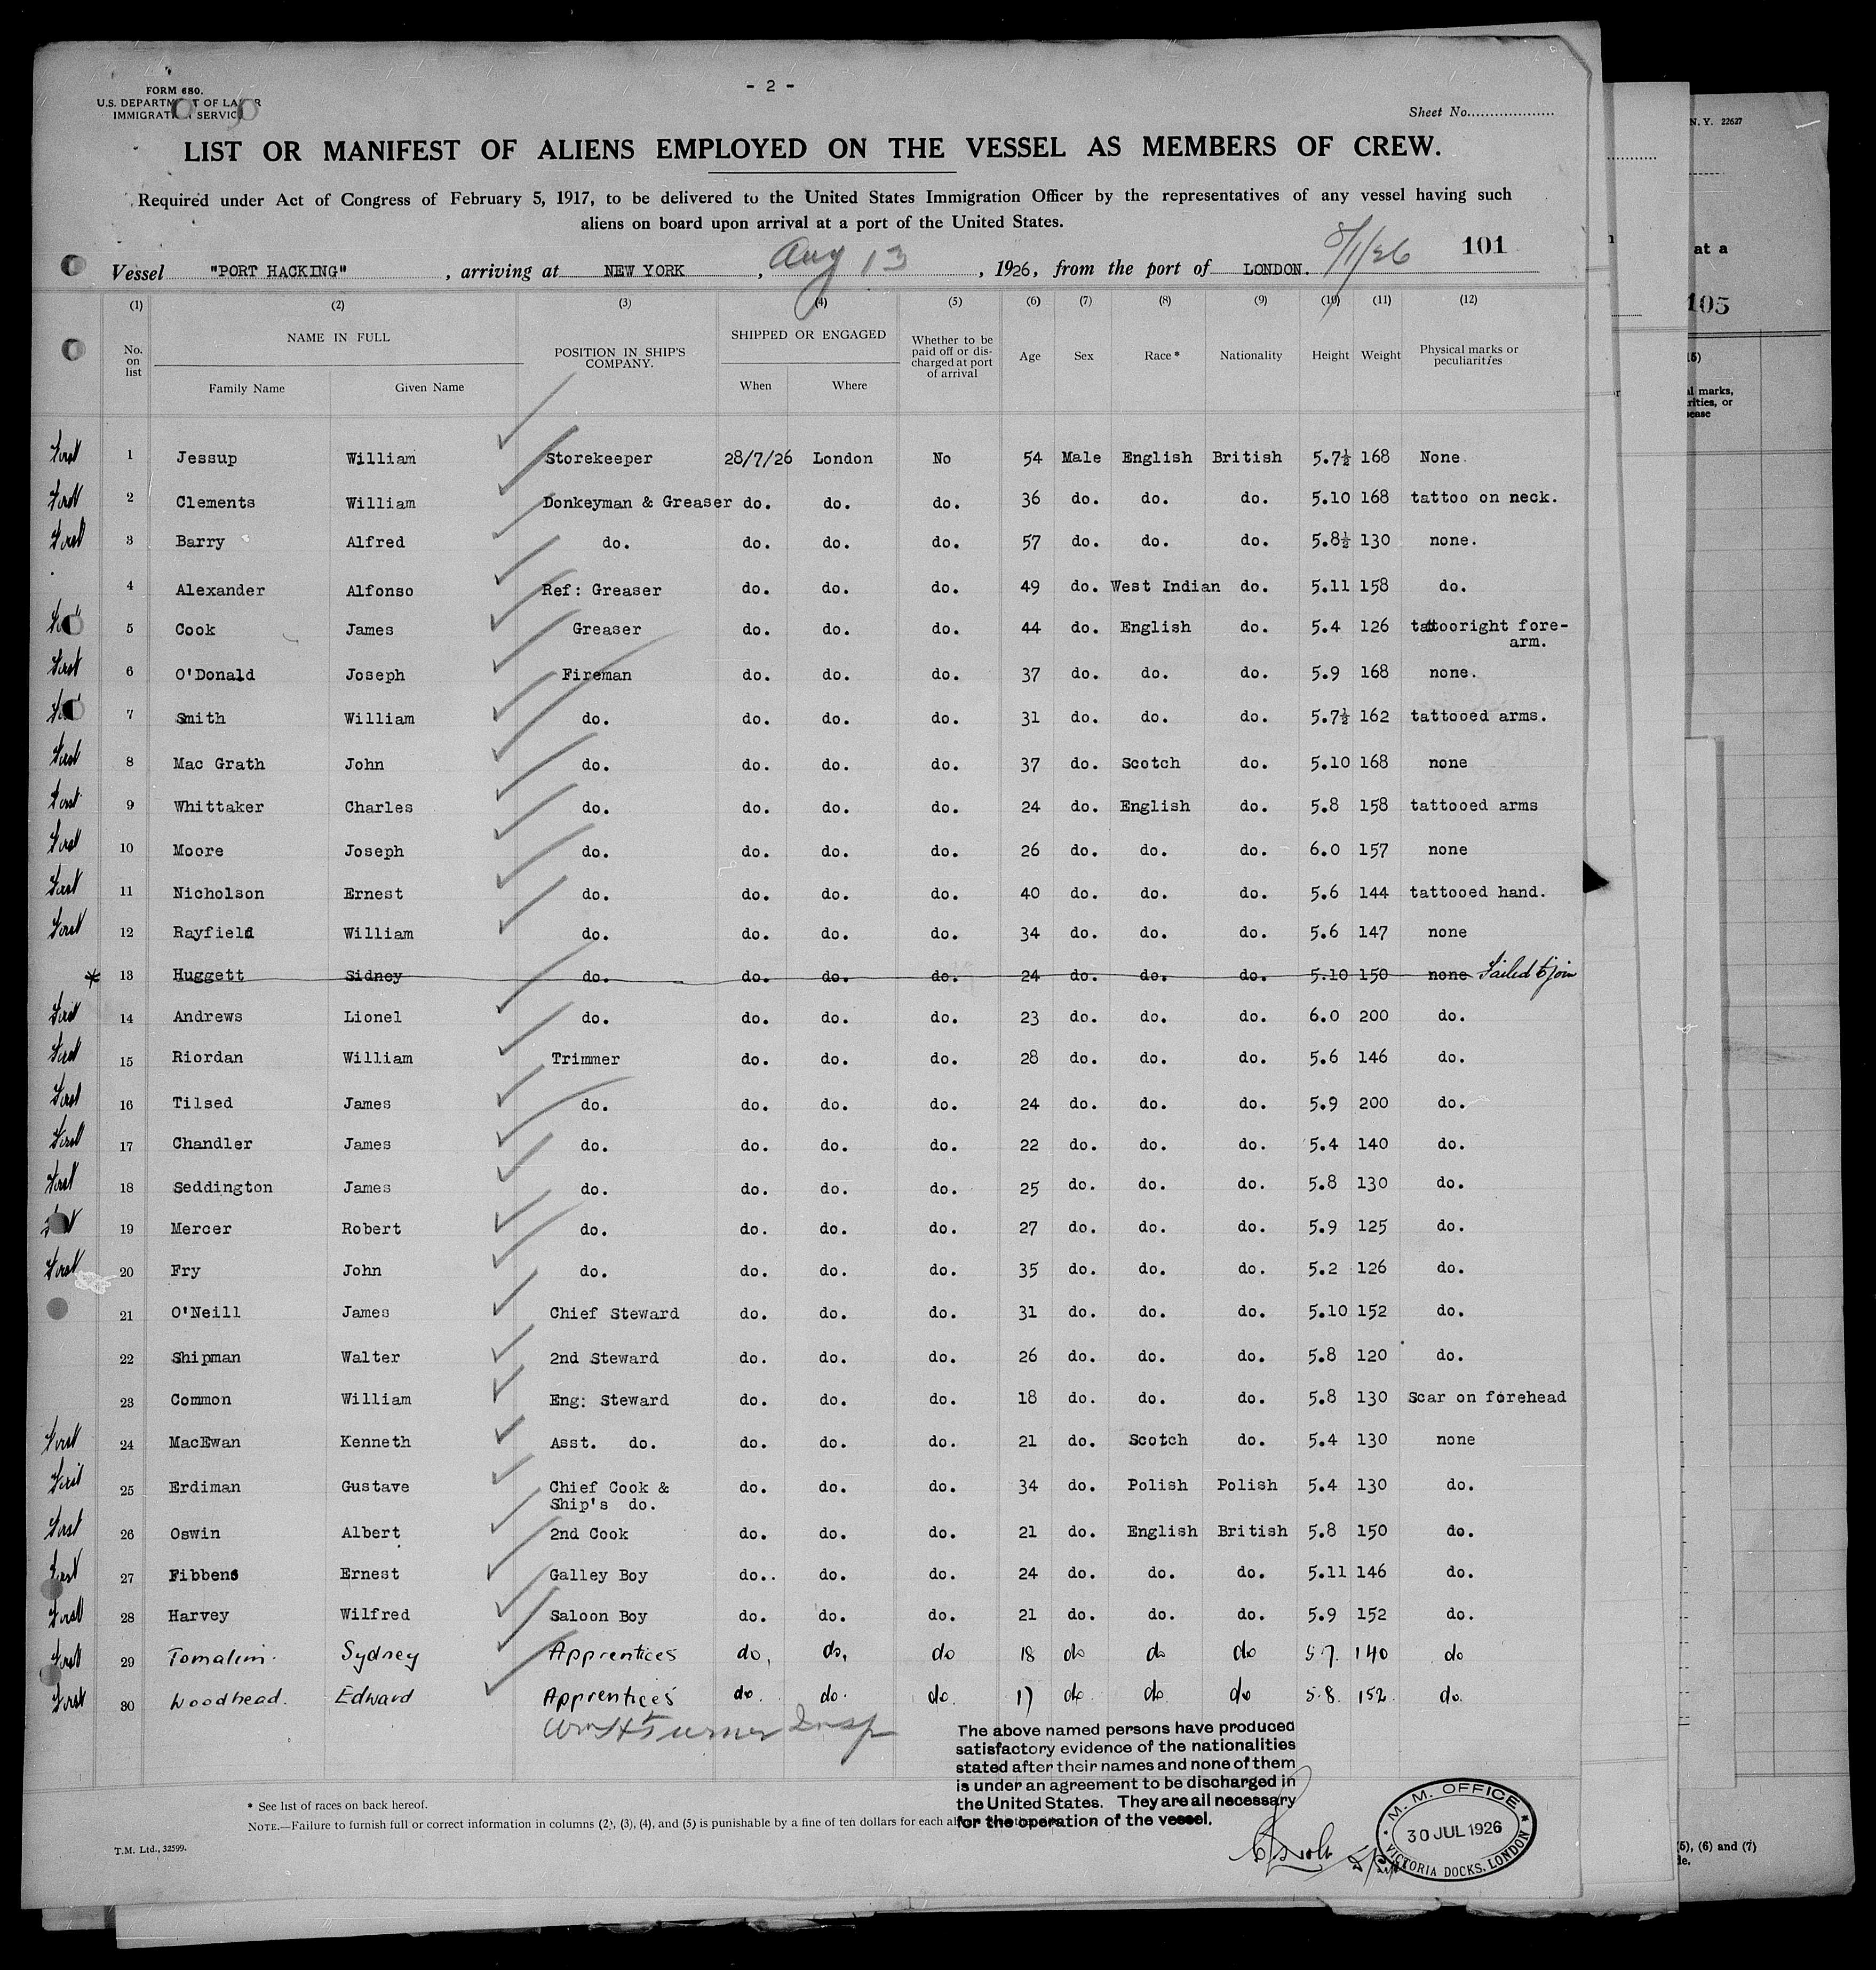 FORM 680.
U.S. DEPARTMENT OF LABOR
IMMIGRATION SERVICE
- 2 -
Sheet No.
LIST OR MANIFEST OF ALIENS EMPLOYED ON THE VESSEL AS MEMBERS OF CREW.
Required under Act of Congress of February 5, 1917, to be delivered to the United States Immigration Officer by the representatives of any vessel having such
aliens on board upon arrival at a port of the United States.
Vessel "PORT HACKING", arriving at NEW YORK, Aug 13, 1926, from the port of LONDON. 8/1/26 101
(1) (2) (3) (4) (5) (6) (7) (8) (9) (10) (11) (12)
No. on list NAME IN FULL Family Name Given Name POSITION IN SHIP'S COMPANY. SHIPPED OR ENGAGED When Where Whether to be paid off or discharged at port of arrival Age Sex Race * Nationality Height Weight Physical marks or peculiarities
First 1 Jessup William Storekeeper 28/7/26 London No 54 Male English British 5.7½ 168 None.
First 2 Clements William Donkeyman & Greaser do. do. do. 36 do. do. do. 5.10 168 tattoo on neck.
First 3 Barry Alfred do. do. do. do. 57 do. do. do. 5.8½ 130 none.
4 Alexander Alfonso Ref: Greaser do. do. do. 49 do. West Indian do. 5.11 158 do.
5 Cook James Greaser do. do. do. 44 do. English do. 5.4 126 tattooright fore-
arm.
First 6 O'Donald Joseph Fireman do. do. do. 37 do. do. do. 5.9 168 none.
7 Smith William do. do. do. do. 31 do. do. do. 5.7½ 162 tattooed arms.
First 8 Mac Grath John do. do. do. do. 37 do. Scotch do. 5.10 168 none
First 9 Whittaker Charles do. do. do. do. 24 do. English do. 5.8 158 tattooed arms
First 10 Moore Joseph do. do. do. do. 26 do. do. do. 6.0 157 none
First 11 Nicholson Ernest do. do. do. do. 40 do. do. do. 5.6 144 tattooed hand.
First 12 Rayfield William do. do. do. do. 34 do. do. do. 5.6 147 none
* 13 Huggett Sidney do. do. do. do. 24 do. do. do. 5.10 150 none Failed to join
First 14 Andrews Lionel do. do. do. do. 23 do. do. do. 6.0 200 do.
First 15 Riordan William Trimmer do. do. do. 28 do. do. do. 5.6 146 do.
First 16 Tilsed James do. do. do. do. 24 do. do. do. 5.9 200 do.
First 17 Chandler James do. do. do. do. 22 do. do. do. 5.4 140 do.
First 18 Seddington James do. do. do. do. 25 do. do. do. 5.8 130 do.
19 Mercer Robert do. do. do. do. 27 do. do. do. 5.9 125 do.
First 20 Fry John do. do. do. do. 35 do. do. do. 5.2 126 do.
21 O'Neill James Chief Steward do. do. do. 31 do. do. do. 5.10 152 do.
22 Shipman Walter 2nd Steward do. do. do. 26 do. do. do. 5.8 120 do.
23 Common William Eng: Steward do. do. do. 18 do. do. do. 5.8 130 Scar on forehead
First 24 MacEwan Kenneth Asst. do. do. do. do. 21 do. Scotch do. 5.4 130 none
First 25 Erdiman Gustave Chief Cook & do. do. do. 34 do. Polish Polish 5.4 130 do.
Ship's do.
First 26 Oswin Albert 2nd Cook do. do. do. 21 do. English British 5.8 150 do.
First 27 Fibbens Ernest Galley Boy do.. do. do. 24 do. do. do. 5.11 146 do.
First 28 Harvey Wilfred Saloon Boy do. do. do. 21 do. do. do. 5.9 152 do.
First 29 Tomalin. Sydney Apprentices do, do, do 18 do do do 5 7. 140 do
First 30 Woodhead. Edward Apprentices do. do. do. 17 do. do. do 5.8. 152. do.
Wm H Turner Insp
The above named persons have produced
satisfactory evidence of the nationalities
stated after their names and none of them
is under an agreement to be discharged in
the United States. They are all necessary
for the operation of the vessel.
* See list of races on back hereof.
NOTE.—Failure to furnish full or correct information in columns (2), (3), (4), and (5) is punishable by a fine of ten dollars for each
T.M. Ltd., 32599.
M. M. OFFICE
30 JUL 1926
VICTORIA DOCKS, LONDON
N. Y. 22627
at a
105
marks,
rities, or
(5), (6) and (7)